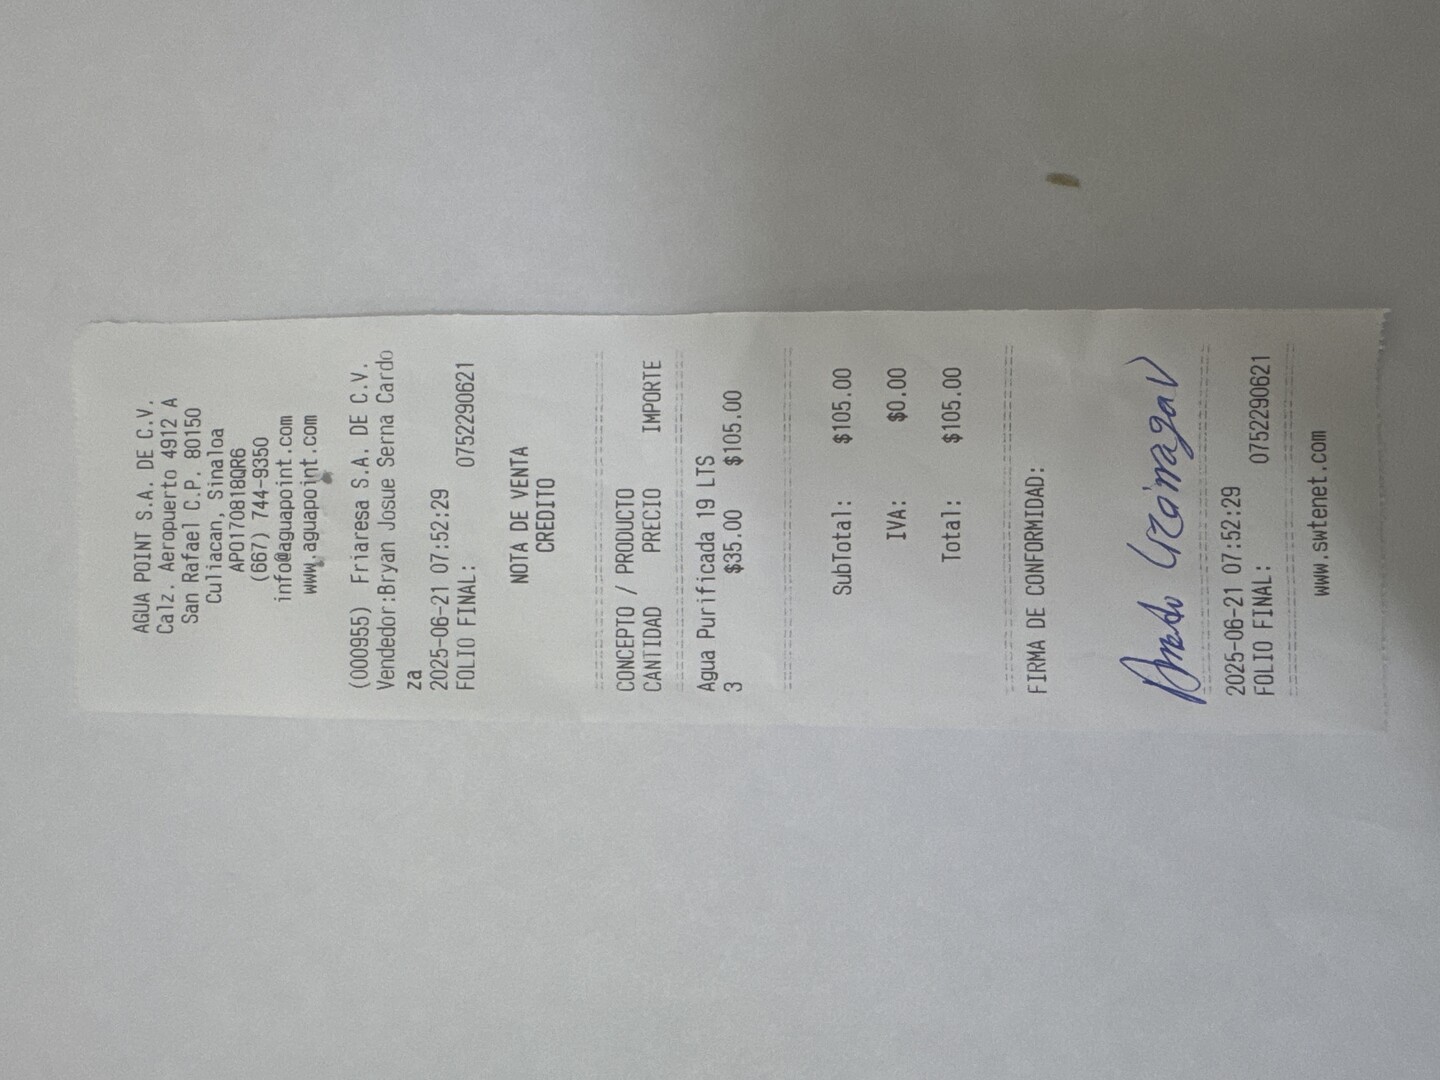 AGUA POINT S.A. DE C.V.
Calz. Aeropuerto 4912 A
San Rafael C.P. 80150
Culiacan, Sinaloa
APO170818QR6
(667) 744-9350
info@aguapoint.com
www.aguapoint.com
(000955) Friaresa S.A. DE C.V.
Vendedor:Bryan Josue Serna Cardo
za
2025-06-21 07:52:29
FOLIO FINAL: 0752290621
NOTA DE VENTA
CREDITO
CONCEPTO / PRODUCTO
CANTIDAD PRECIO IMPORTE
Agua Purificada 19 LTS
3 $35.00 $105.00
SubTotal: $105.00
IVA: $0.00
Total: $105.00
FIRMA DE CONFORMIDAD:
Lizárraga V
2025-06-21 07:52:29
FOLIO FINAL: 0752290621
www.swtenet.com